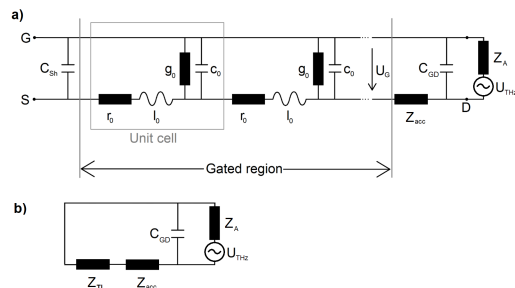 a)
G
C_Sh
g_0
c_0
g_0
c_0
U_G
C_GD
Z_A
U_THz
S
r_0
l_0
r_0
l_0
Z_acc
D
Unit cell
Gated region
b)
C_GD
Z_A
U_THz
Z_TL
Z_acc